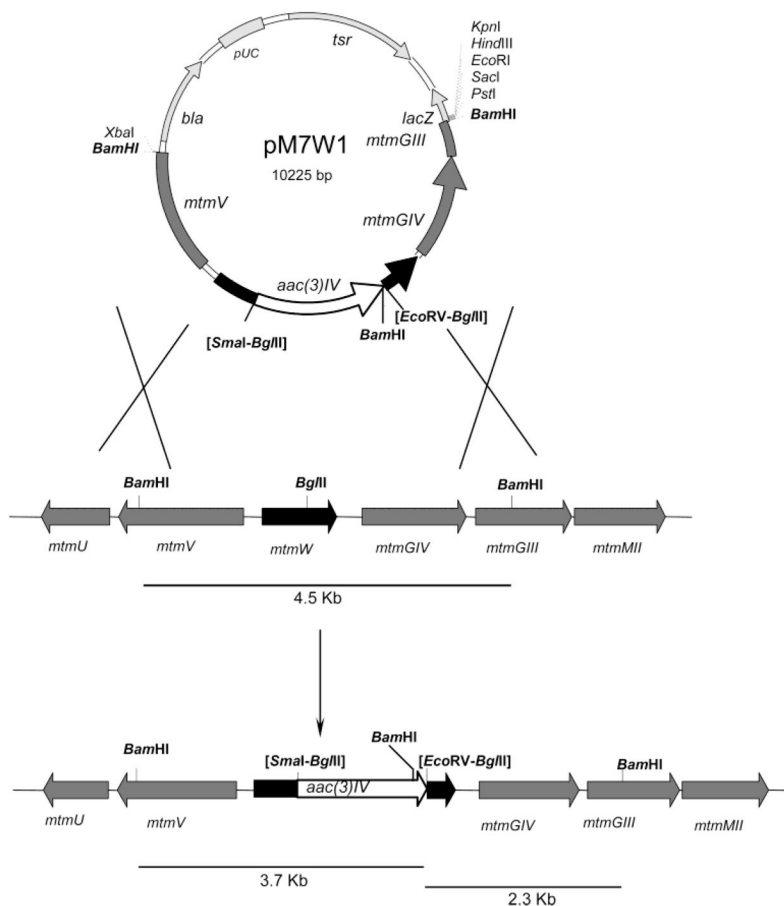 KpnI
HindIII
EcoRI
SacI
PstI
BamHI
pUC
tsr
bla
lacZ
XbaI
BamHI
pM7W1
10225 bp
mtmGIII
mtmV
mtmGIV
aac(3)IV
[SmaI-BglII]
BamHI
[EcoRV-BglII]
BamHI
BglII
BamHI
mtmU
mtmV
mtmW
mtmGIV
mtmGIII
mtmMII
4.5 Kb
BamHI
[SmaI-BglII]
BamHI
[EcoRV-BglII]
BamHI
aac(3)IV
mtmU
mtmV
mtmGIV
mtmGIII
mtmMII
3.7 Kb
2.3 Kb